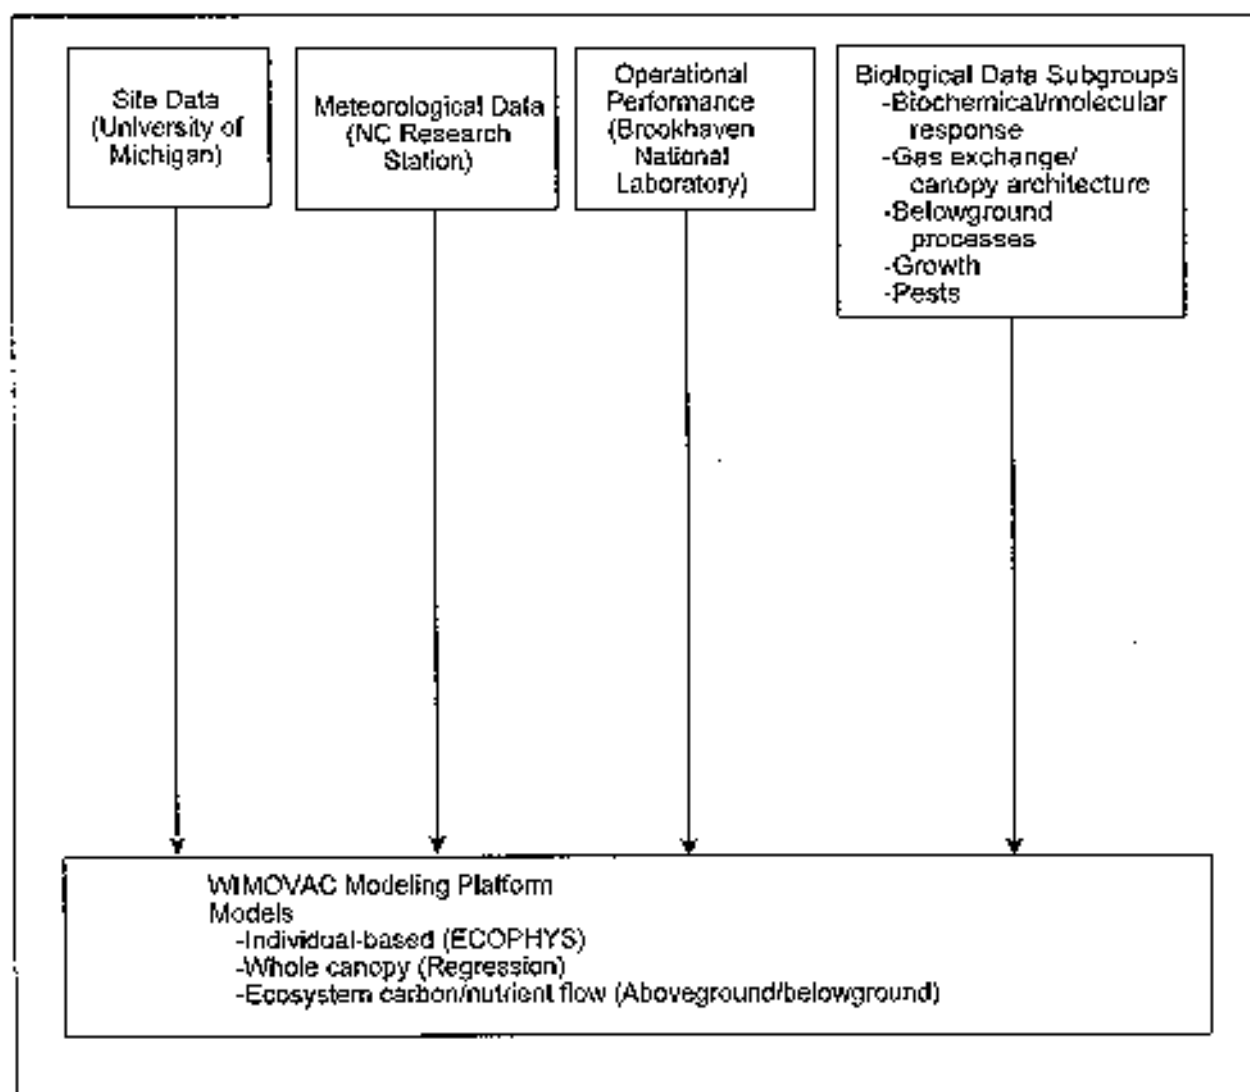 Site Data
(University of
Michigan)
Meteorological Data
(NC Research
Station)
Operational
Performance
(Brookhaven
National
Laboratory)
Biological Data Subgroups
-Biochemical/molecular
response
-Gas exchange/
canopy architecture
-Belowground
processes
-Growth
-Pests
WIMOVAC Modeling Platform
Models
-Individual-based (ECOPHYS)
-Whole canopy (Regression)
-Ecosystem carbon/nutrient flow (Aboveground/belowground)